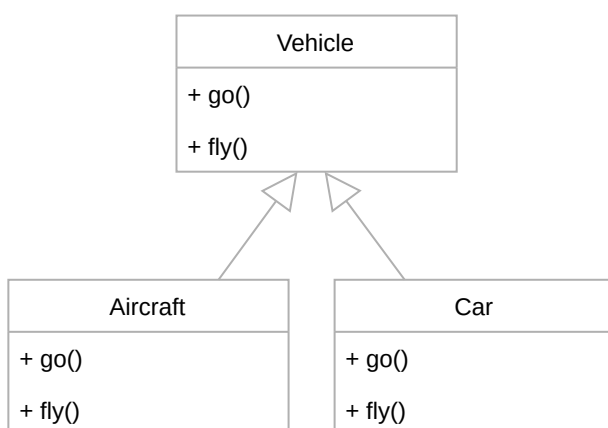 Vehicle
+ go()
+ fly()
Aircraft
+ go()
+ fly()
Car
+ go()
+ fly()